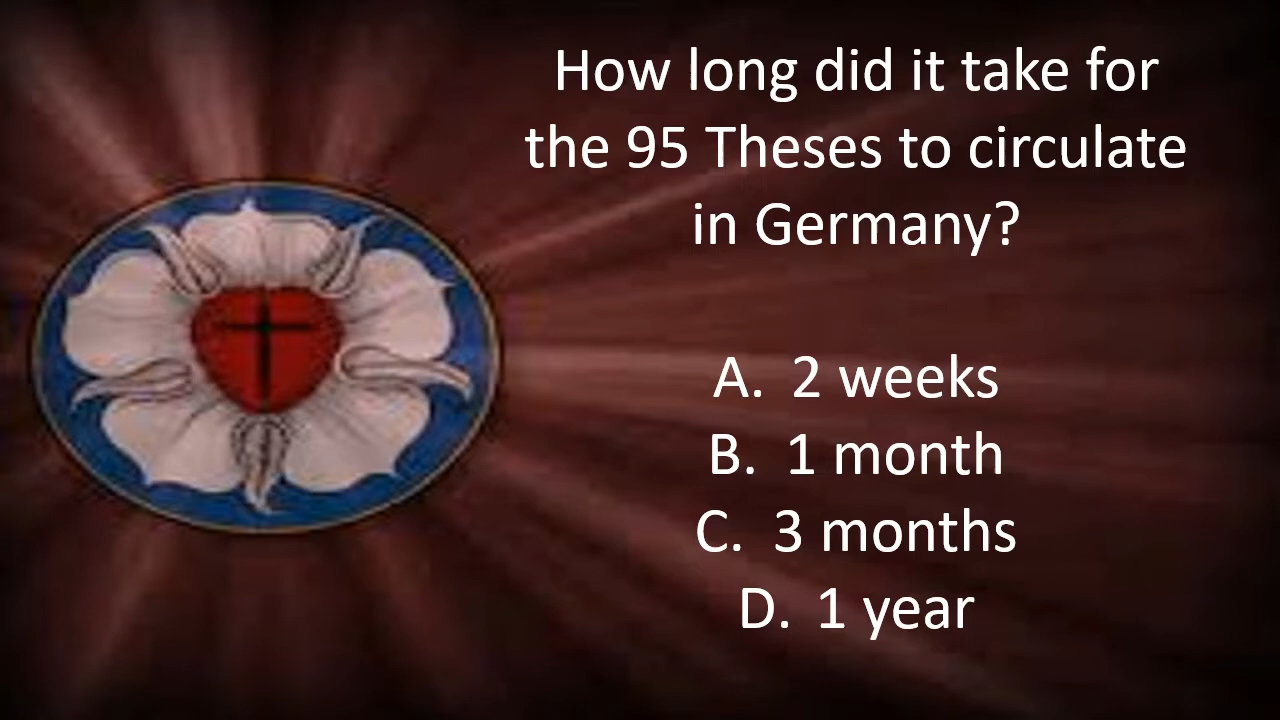 How long did it take for
the 95 Theses to circulate
in Germany?
A. 2 weeks
B. 1 month
C. 3 months
D. 1 year